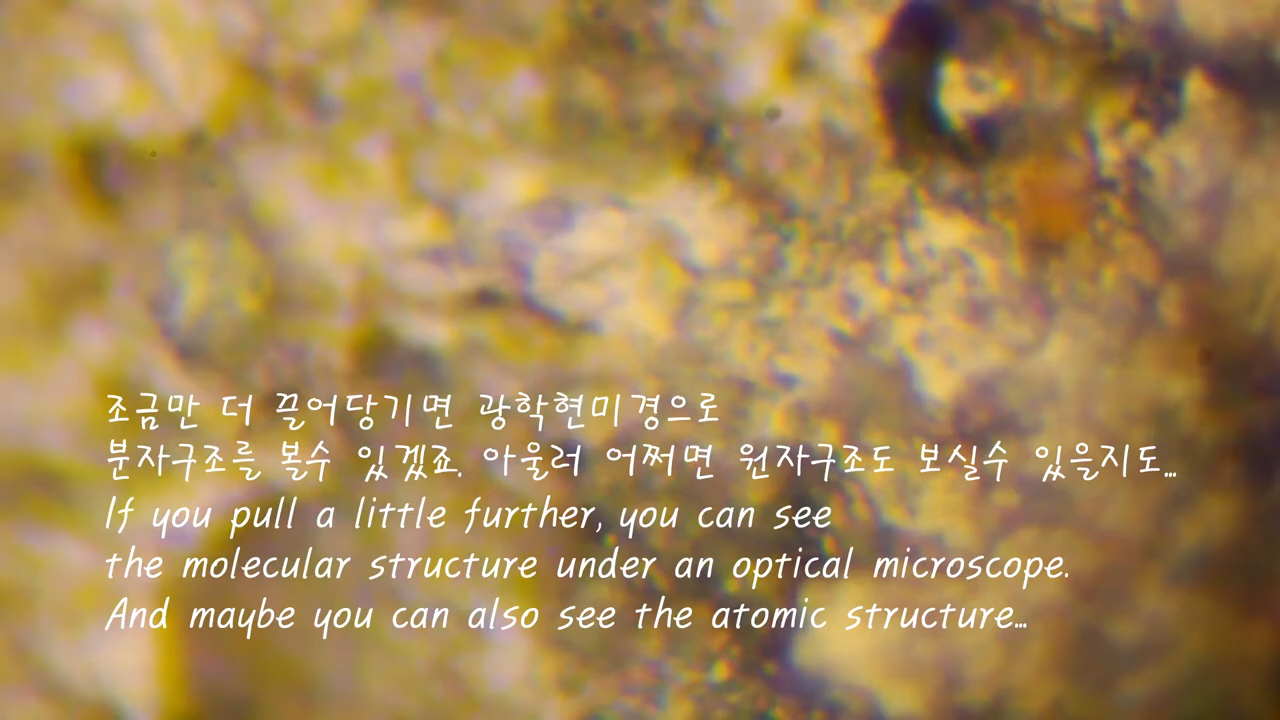 조금만 더 끌어당기면 광학현미경으로
분자구조를 볼수 있겠죠. 아울러 어쩌면 원자구조도 보실수 있을지도...
If you pull a little further, you can see
the molecular structure under an optical microscope.
And maybe you can also see the atomic structure...